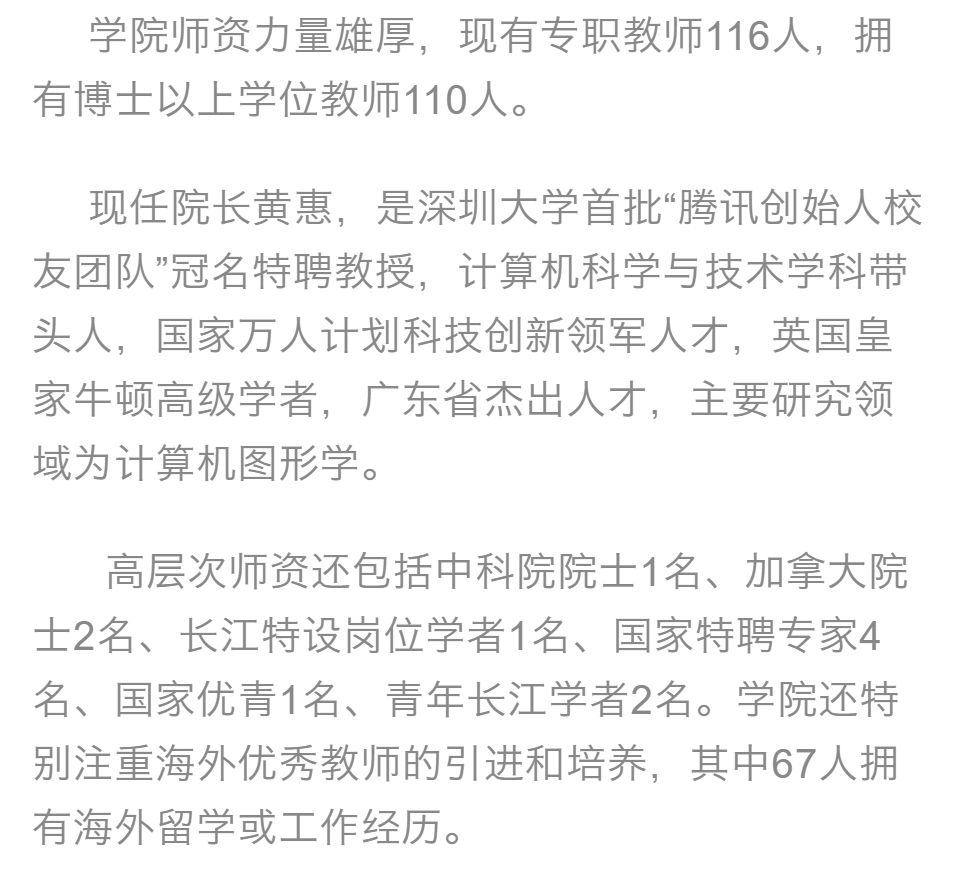 学院师资力量雄厚，现有专职教师116人，拥
有博士以上学位教师110人。
现任院长黄惠，是深圳大学首批“腾讯创始人校
友团队”冠名特聘教授，计算机科学与技术学科带
头人，国家万人计划科技创新领军人才，英国皇
家牛顿高级学者，广东省杰出人才，主要研究领
域为计算机图形学。
高层次师资还包括中科院院士1名、加拿大院
士2名、长江特设岗位学者1名、国家特聘专家4
名、国家优青1名、青年长江学者2名。学院还特
别注重海外优秀教师的引进和培养，其中67人拥
有海外留学或工作经历。